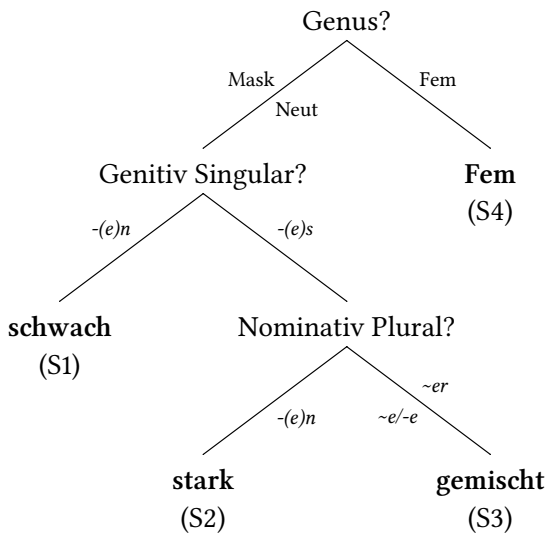 Genus?
Mask
Neut
Fem
Genitiv Singular?
Fem
(S4)
-(e)n
-(e)s
schwach
(S1)
Nominativ Plural?
-(e)n
~e/-e
~er
stark
(S2)
gemischt
(S3)